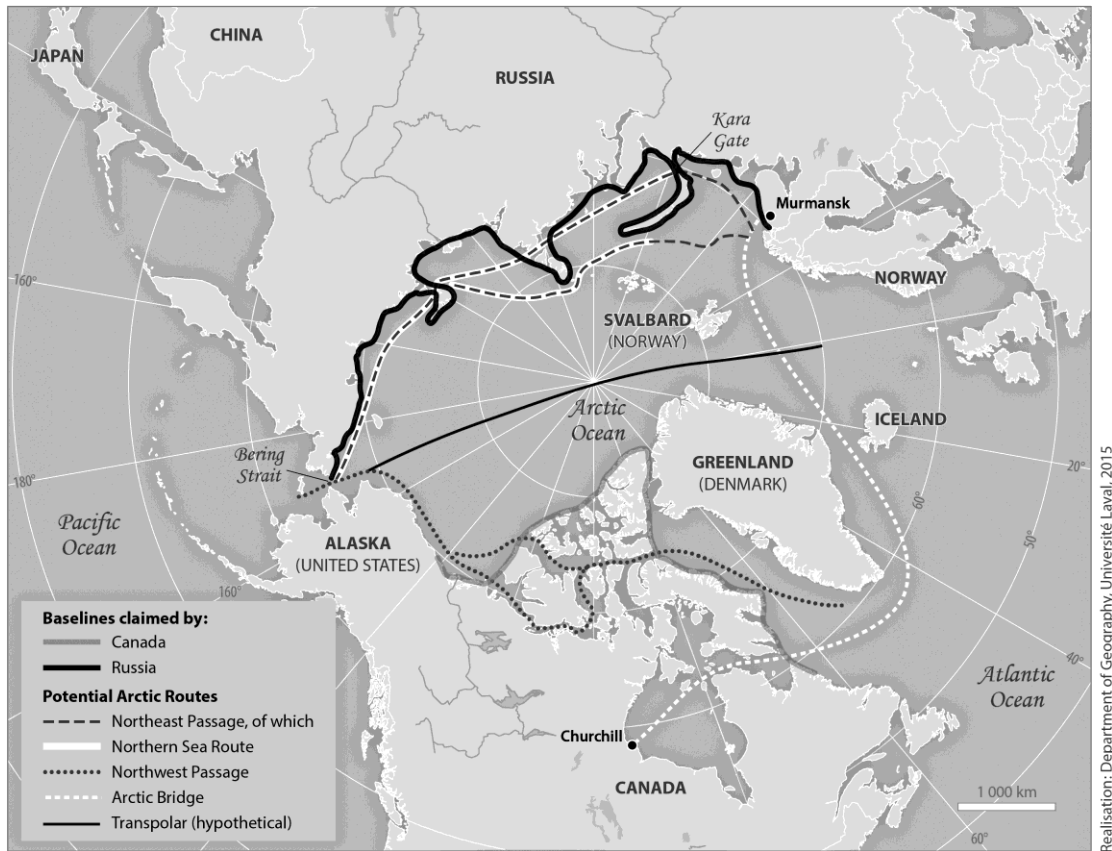 CHINA
JAPAN
RUSSIA
Kara
Gate
Murmansk
NORWAY
160°
SVALBARD
(NORWAY)
Arctic
Ocean
ICELAND
Bering
Strait
GREENLAND
(DENMARK)
20°
180°
60°
50°
Pacific
Ocean
ALASKA
(UNITED STATES)
160°
40°
Atlantic
Ocean
Churchill
CANADA
1 000 km
60°
Baselines claimed by:
Canada
Russia
Potential Arctic Routes
Northeast Passage, of which
Northern Sea Route
Northwest Passage
Arctic Bridge
Transpolar (hypothetical)
Realisation: Department of Geography, Université Laval, 2015